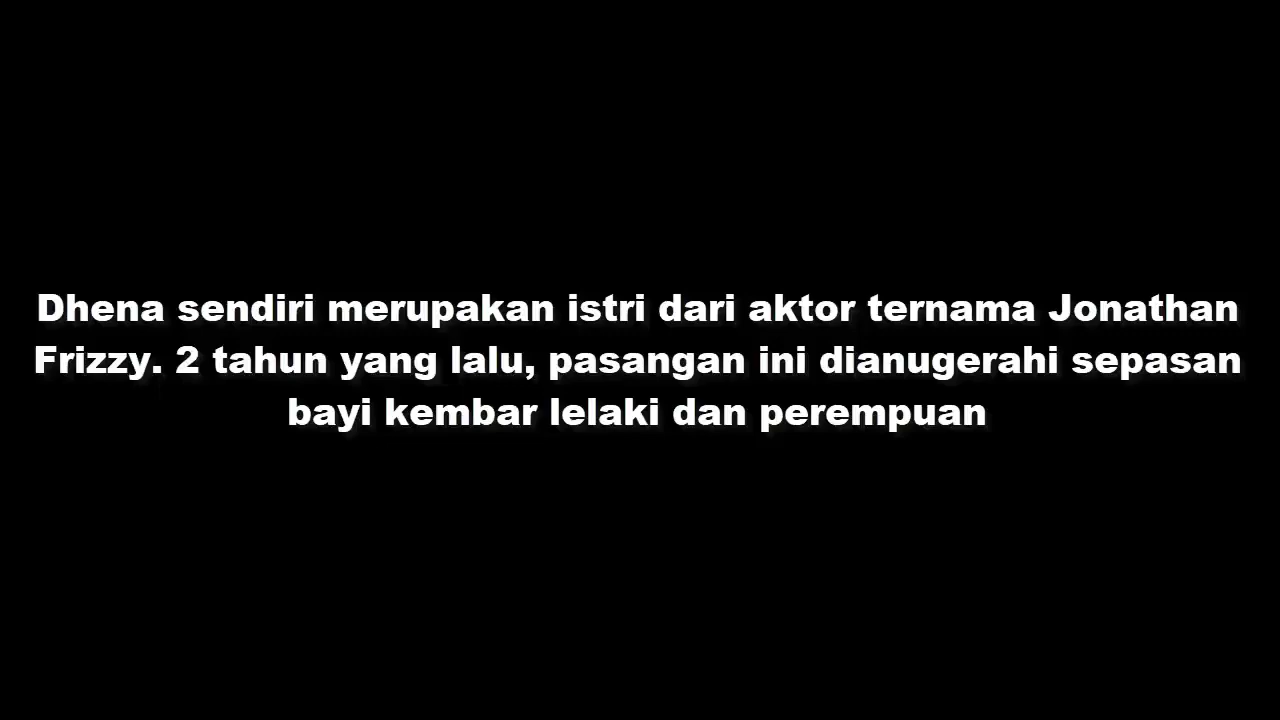 Dhena sendiri merupakan istri dari aktor ternama Jonathan
Frizzy. 2 tahun yang lalu, pasangan ini dianugerahi sepasan
bayi kembar lelaki dan perempuan